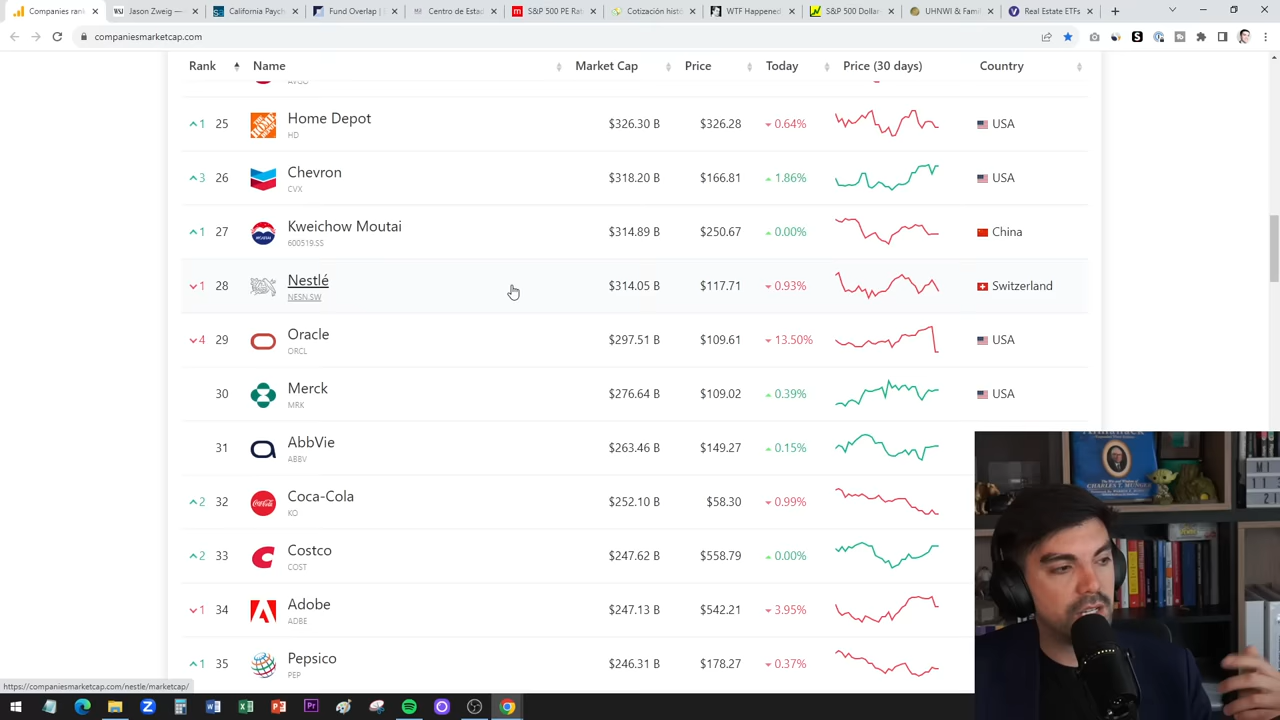 Companies rank
Jason Zweig –
California Paych
Fund Overlap |
Centro de Esta
S&P 500 PE Rat
Cotización histo
WTF Happened
S&P 500 Dollar
UHNWI & Fami
Real Estate ETFs
companiesmarketcap.com
Rank Name Market Cap Price Today Price (30 days) Country
AVGO
1 25 Home Depot $326.30 B $326.28 0.64% USA
HD
3 26 Chevron $318.20 B $166.81 1.86% USA
CVX
1 27 Kweichow Moutai $314.89 B $250.67 0.00% China
600519.SS
1 28 Nestlé $314.05 B $117.71 0.93% Switzerland
NESN.SW
4 29 Oracle $297.51 B $109.61 13.50% USA
ORCL
30 Merck $276.64 B $109.02 0.39% USA
MRK
31 AbbVie $263.46 B $149.27 0.15%
ABBV
2 32 Coca-Cola $252.10 B $58.30 0.99%
KO
2 33 Costco $247.62 B $558.79 0.00%
COST
1 34 Adobe $247.13 B $542.21 3.95%
ADBE
1 35 Pepsico $246.31 B $178.27 0.37%
PEP
https://companiesmarketcap.com/nestle/marketcap/
CHARLES T. MUNGER